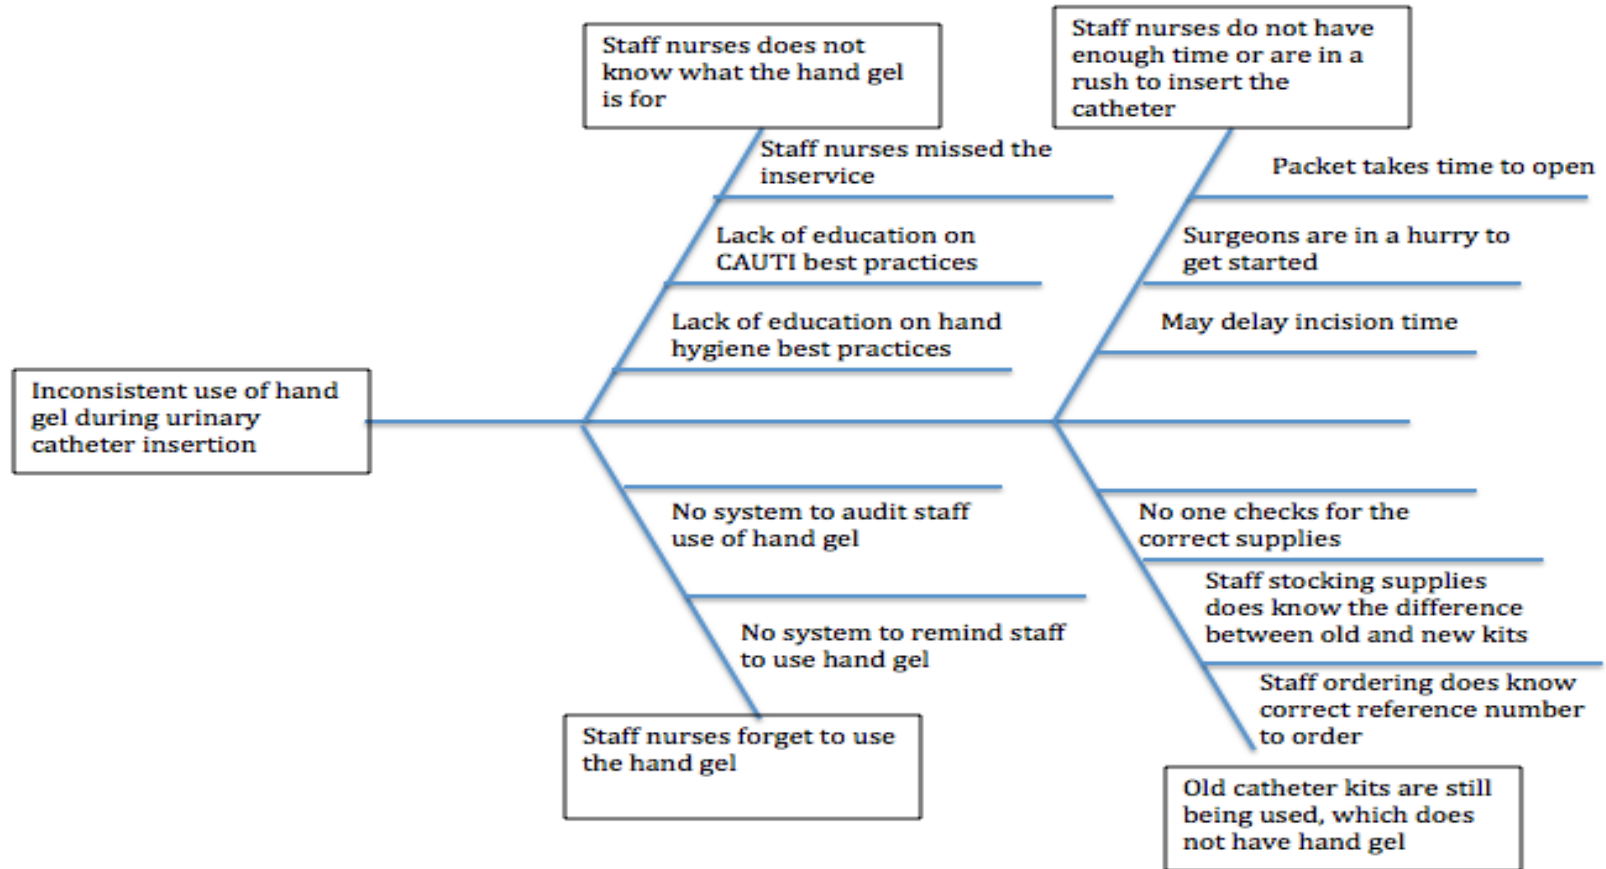 Staff nurses does not
know what the hand gel
is for
Staff nurses do not have
enough time or are in a
rush to insert the
catheter
Staff nurses missed the
inservice
Packet takes time to open
Lack of education on
CAUTI best practices
Surgeons are in a hurry to
get started
Lack of education on hand
hygiene best practices
May delay incision time
Inconsistent use of hand
gel during urinary
catheter insertion
No system to audit staff
use of hand gel
No one checks for the
correct supplies
No system to remind staff
to use hand gel
Staff stocking supplies
does know the difference
between old and new kits
Staff ordering does know
correct reference number
to order
Staff nurses forget to use
the hand gel
Old catheter kits are still
being used, which does
not have hand gel